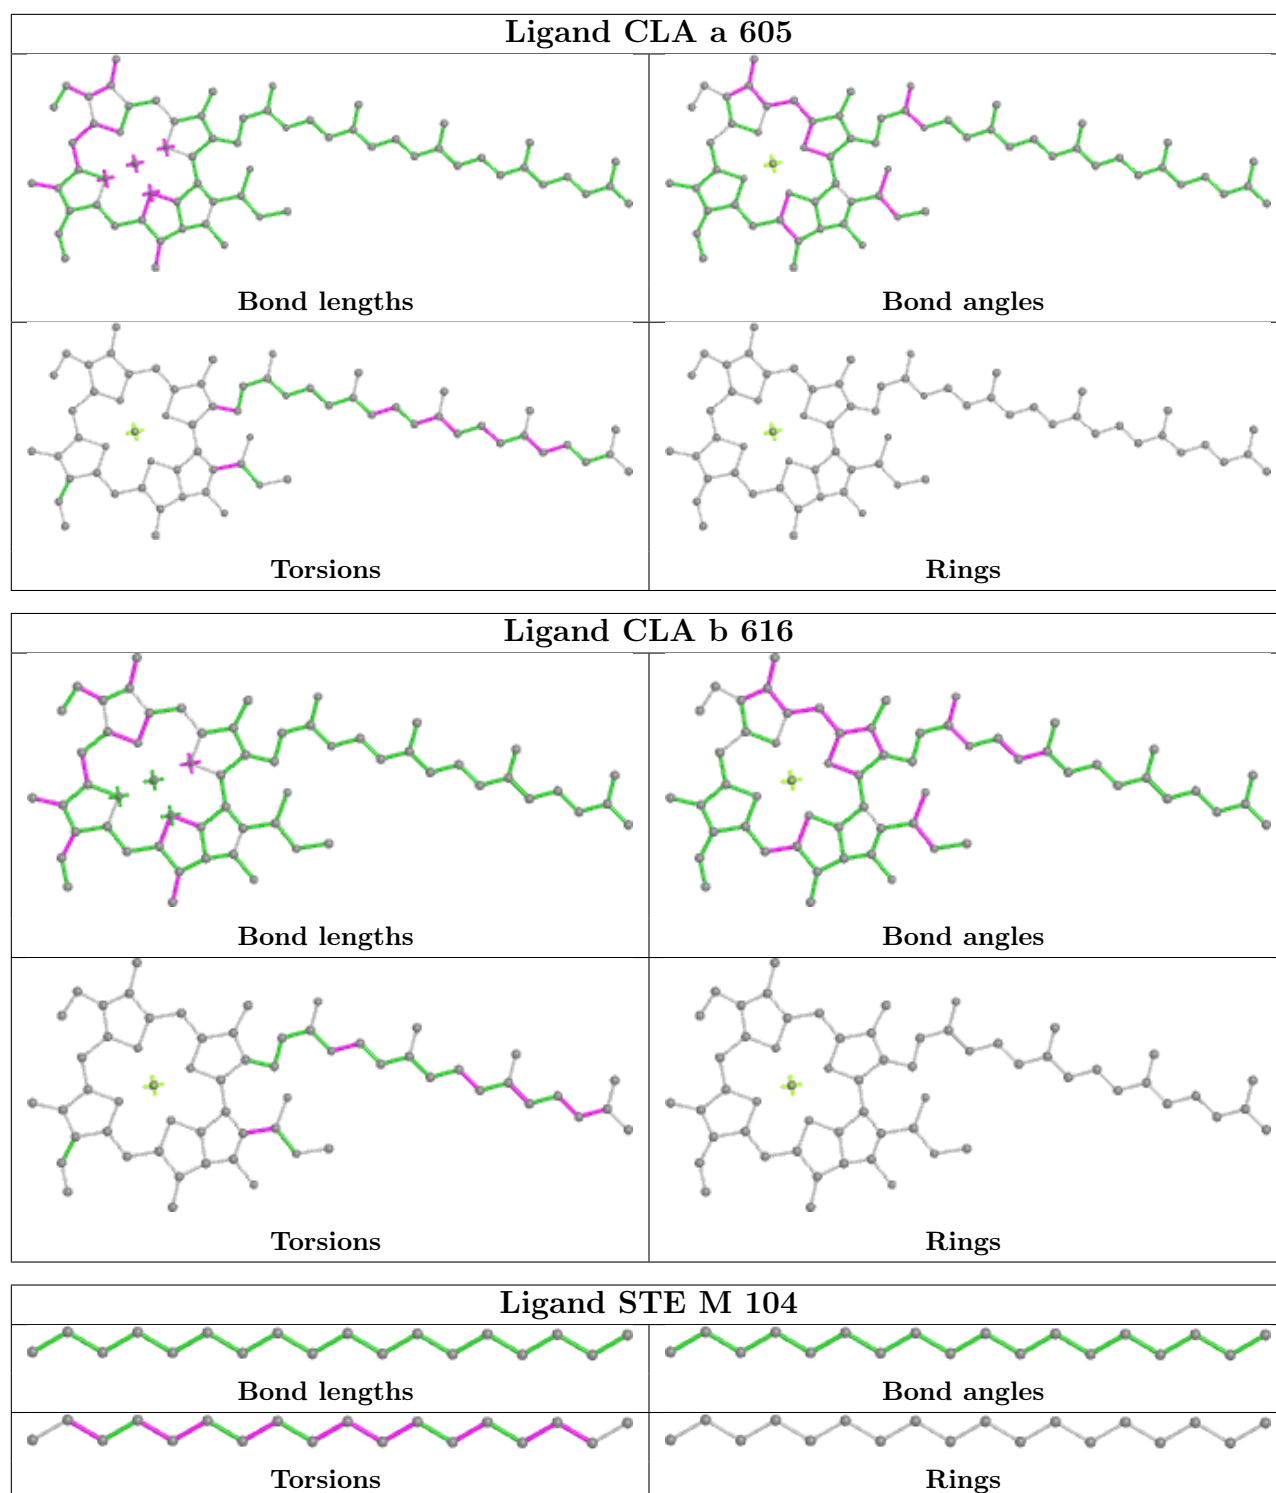 Ligand CLA a 605
Bond lengths
Bond angles
Torsions
Rings
Ligand CLA b 616
Bond lengths
Bond angles
Torsions
Rings
Ligand STE M 104
Bond lengths
Bond angles
Torsions
Rings